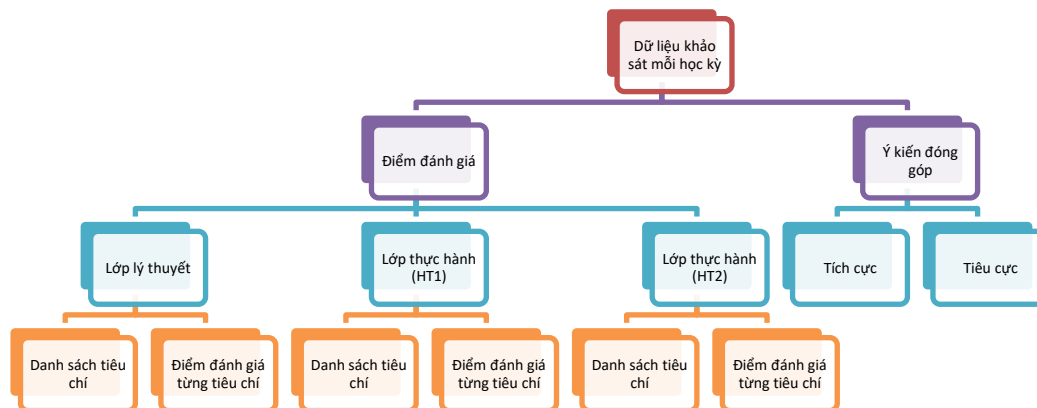 Dữ liệu khảo
sát mỗi học kỳ
Điểm đánh
giá
Ý kiến đóng
góp
Lớp lý thuyết
Lớp thực hành
(HT1)
Lớp thực hành
(HT2)
Tích cực
Tiêu cực
Danh sách tiêu
chí
Điểm đánh giá
từng tiêu chí
Danh sách tiêu
chí
Điểm đánh giá
từng tiêu chí
Danh sách tiêu
chí
Điểm đánh giá
từng tiêu chí